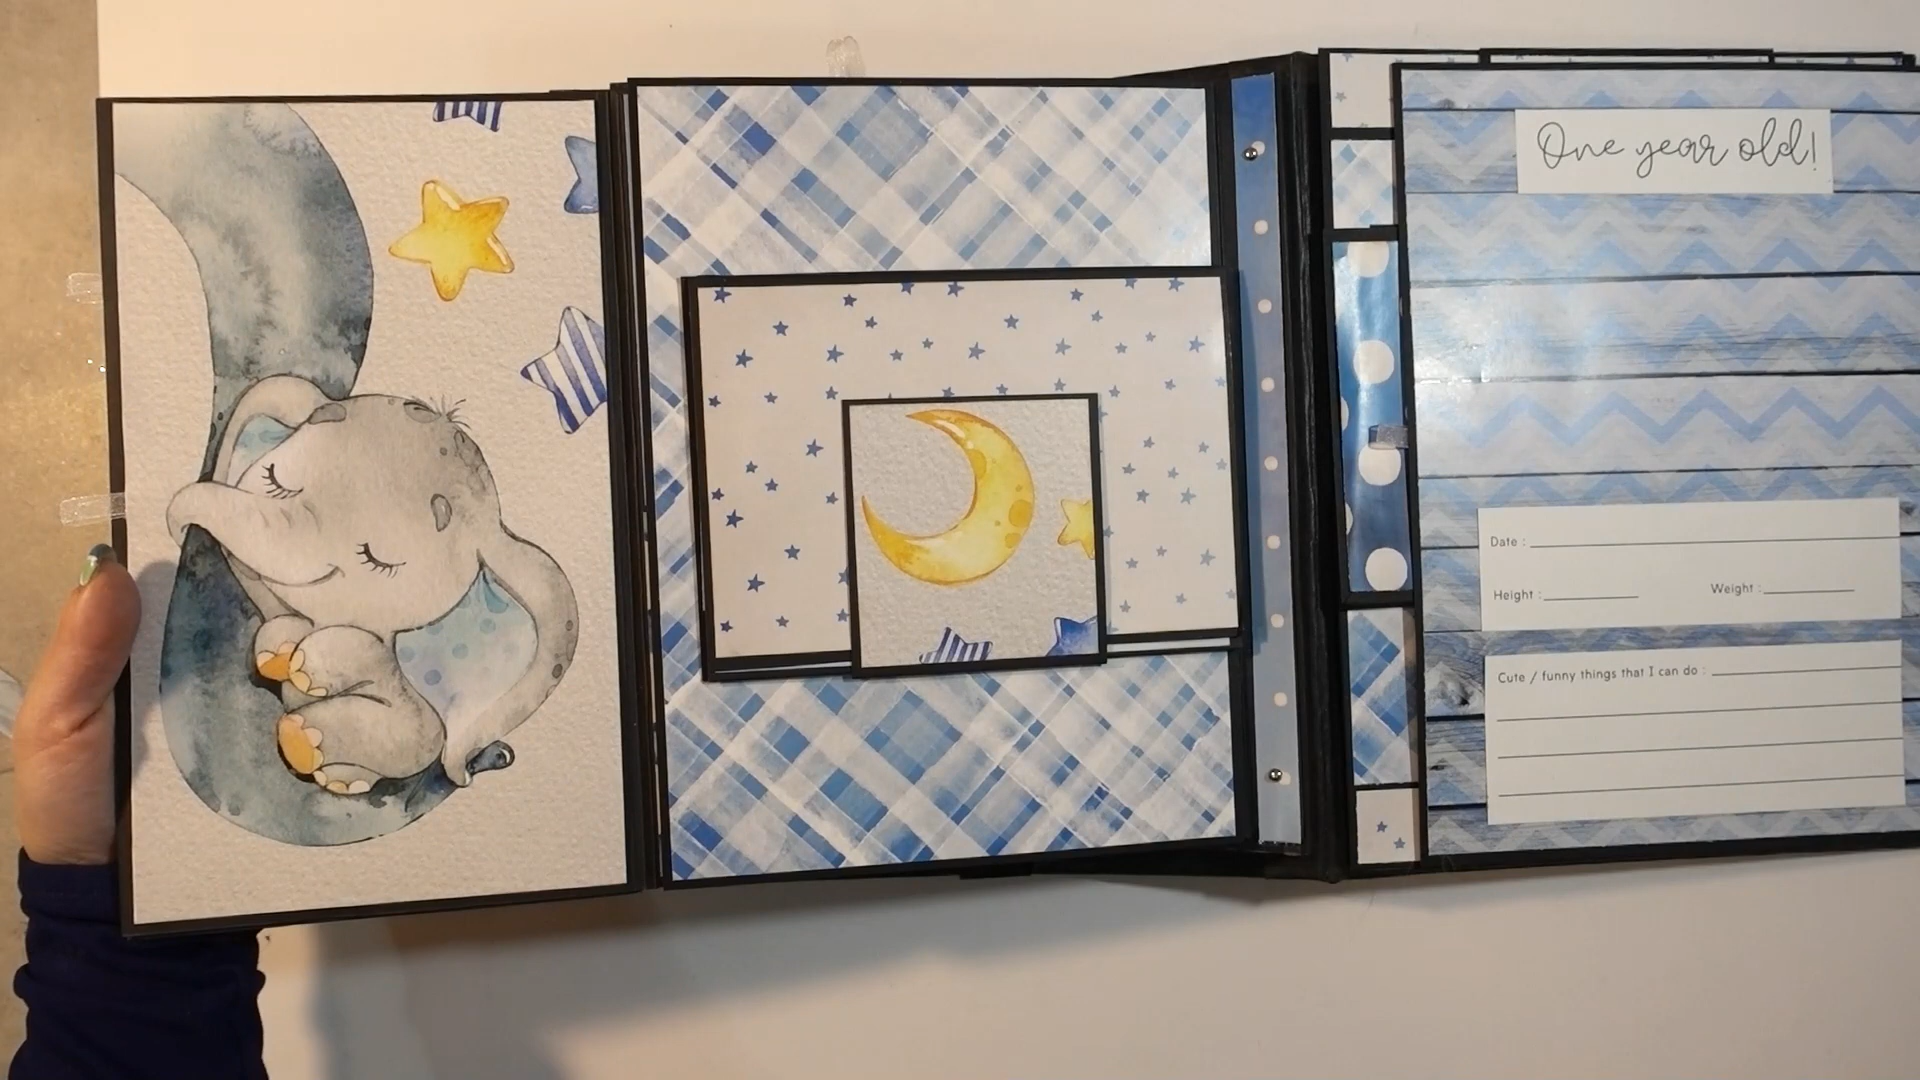 One year old!
Date :
Height : Weight :
Cute / funny things that I can do :